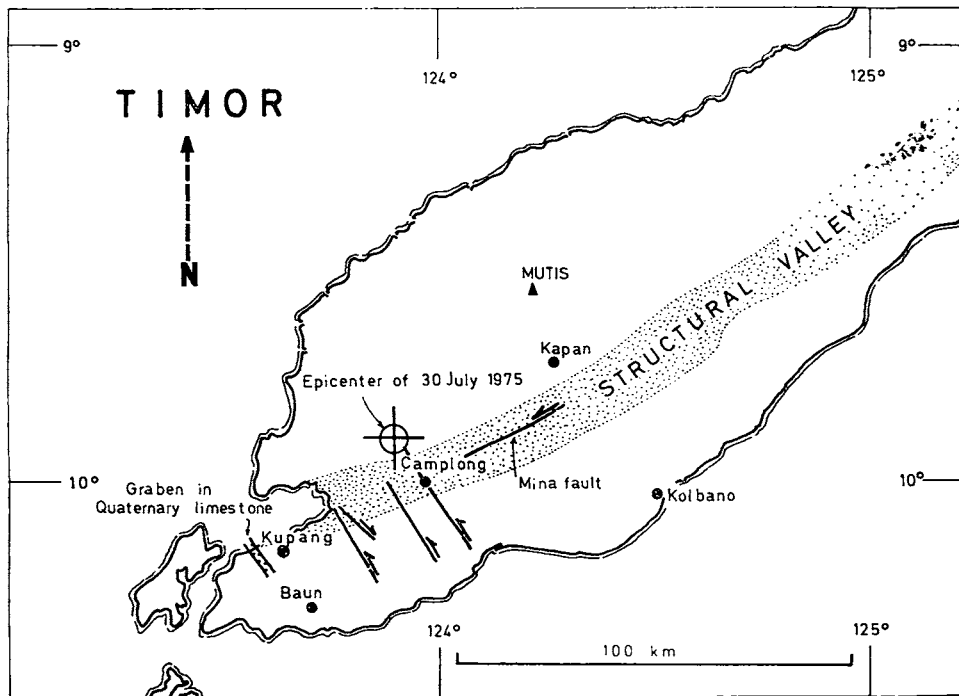 9°
124°
125°
9°
TIMOR
N
MUTIS
STRUCTURAL VALLEY
Kapan
Epicenter of 30 July 1975
Camplong
10°
Mina fault
Kolbano
10°
Graben in
Quaternary limestone
Kupang
Baun
124°
125°
100 km